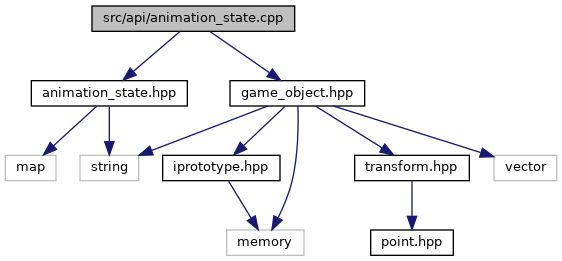 src/api/animation_state.cpp
animation_state.hpp
game_object.hpp
map
string
iprototype.hpp
transform.hpp
vector
memory
point.hpp